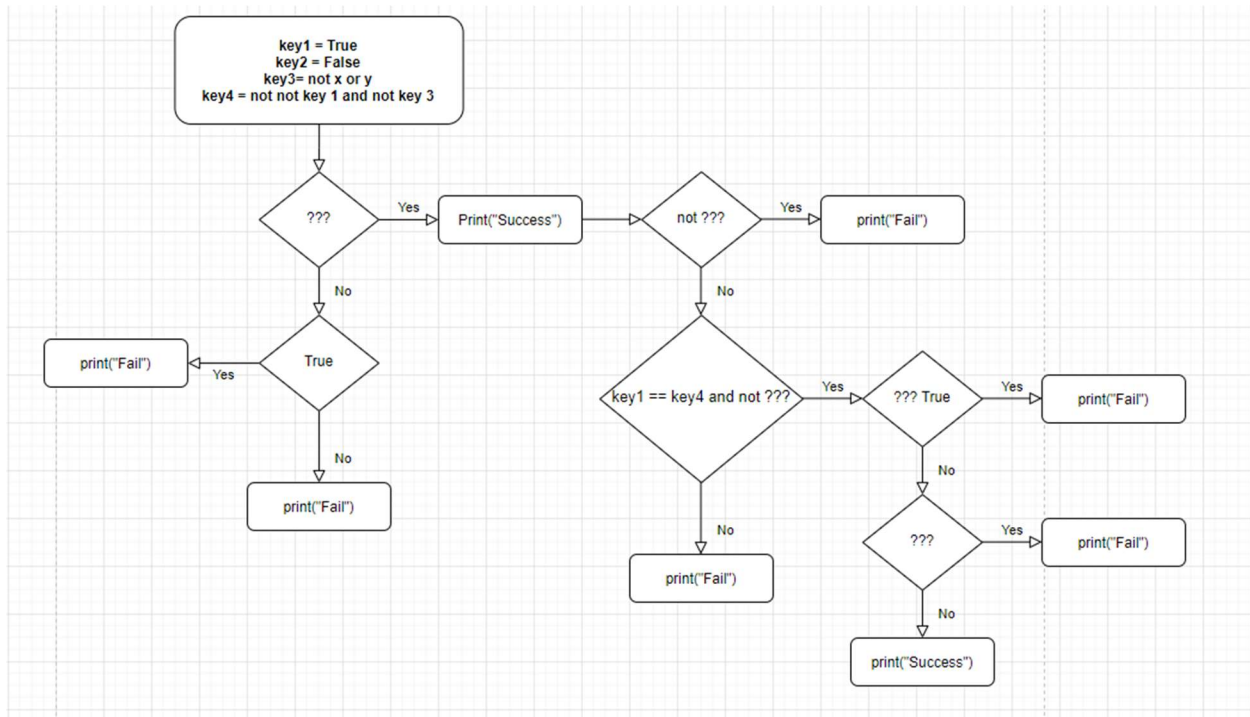 key1 = True
key2 = False
key3= not x or y
key4 = not not key 1 and not key 3
???
Yes
Print("Success")
not ???
Yes
print("Fail")
No
No
print("Fail")
Yes
True
key1 == key4 and not ???
Yes
??? True
Yes
print("Fail")
No
No
print("Fail")
No
print("Fail")
???
Yes
print("Fail")
No
print("Success")